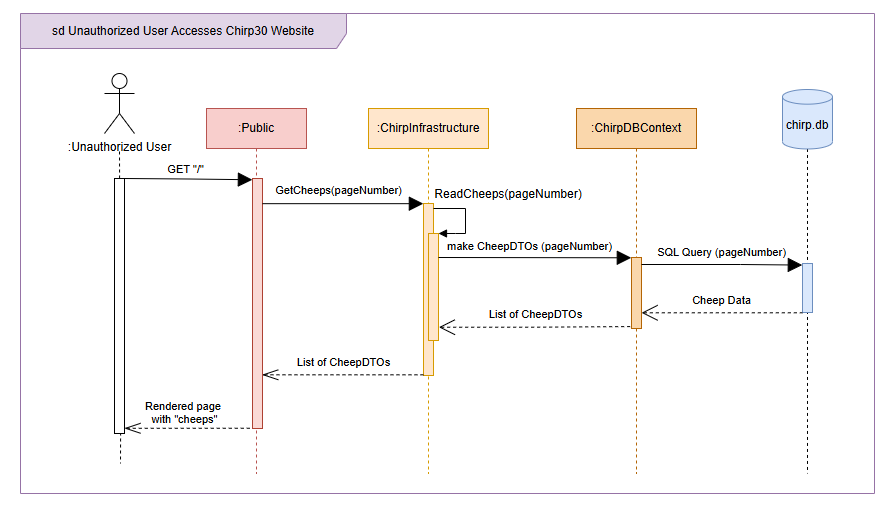 sd Unauthorized User Accesses Chirp30 Website
:Unauthorized User
:Public
:ChirpInfrastructure
:ChirpDBContext
chirp.db
GET "/"
GetCheeps(pageNumber)
ReadCheeps(pageNumber)
make CheepDTOs (pageNumber)
SQL Query (pageNumber)
Cheep Data
List of CheepDTOs
List of CheepDTOs
Rendered page
with "cheeps"